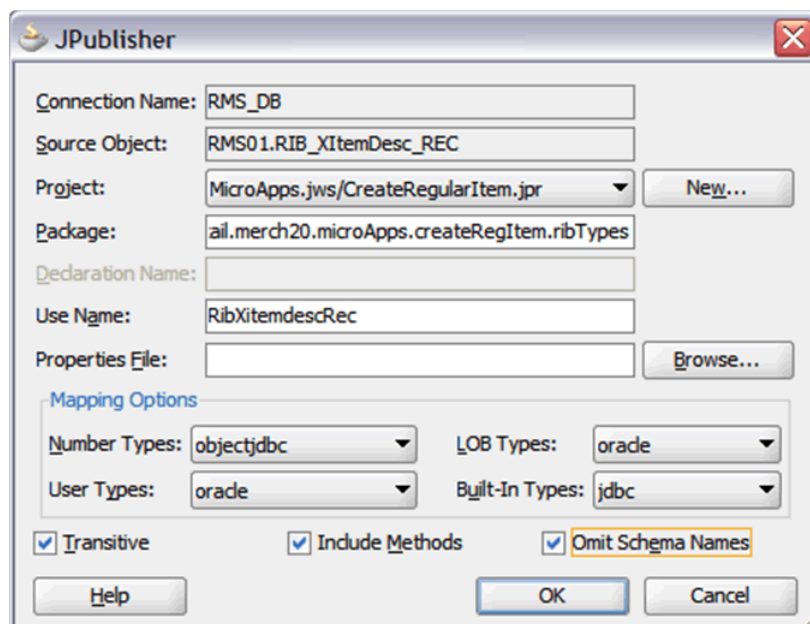 JPublisher
Connection Name: RMS_DB
Source Object: RMS01.RIB_XItemDesc_REC
Project: MicroApps.jws/CreateRegularItem.jpr New...
Package: ail.merch20.microApps.createRegItem.ribTypes
Declaration Name:
Use Name: RibXitemdescRec
Properties File: Browse...
Mapping Options
Number Types: objectjdbc LOB Types: oracle
User Types: oracle Built-In Types: jdbc
Transitive Include Methods Omit Schema Names
Help OK Cancel